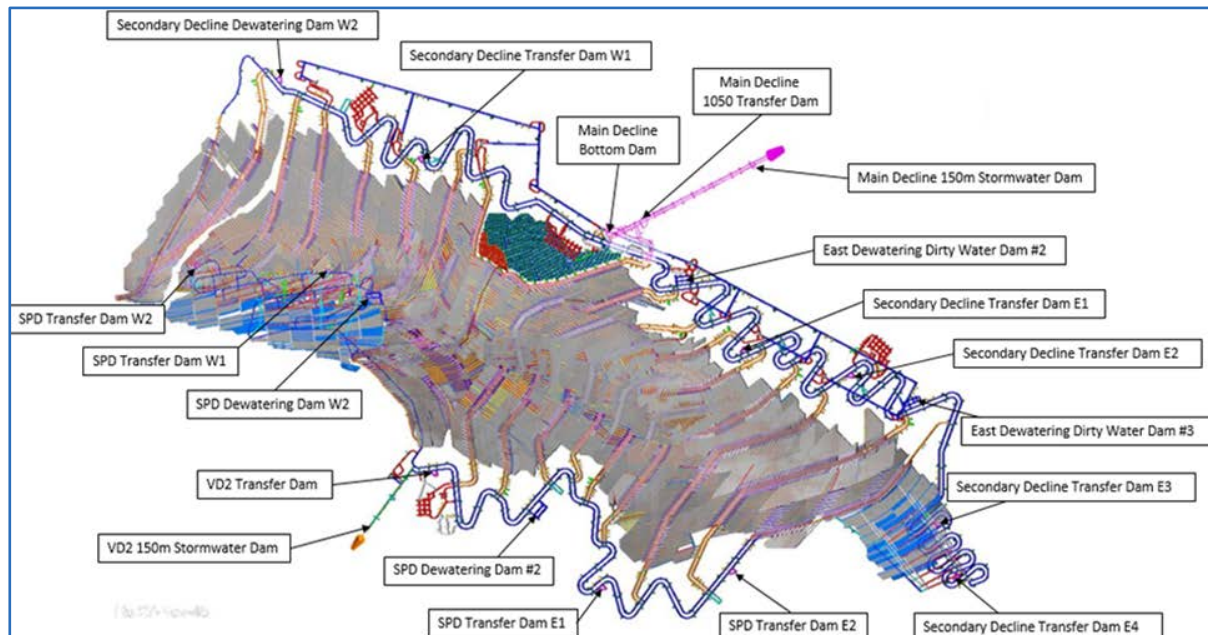 Secondary Decline Dewatering Dam W2
Secondary Decline Transfer Dam W1
Main Decline
1050 Transfer Dam
Main Decline
Bottom Dam
Main Decline 150m Stormwater Dam
East Dewatering Dirty Water Dam #2
Secondary Decline Transfer Dam E1
SPD Transfer Dam W2
SPD Transfer Dam W1
Secondary Decline Transfer Dam E2
SPD Dewatering Dam W2
East Dewatering Dirty Water Dam #3
VD2 Transfer Dam
Secondary Decline Transfer Dam E3
VD2 150m Stormwater Dam
SPD Dewatering Dam #2
SPD Transfer Dam E1
SPD Transfer Dam E2
Secondary Decline Transfer Dam E4